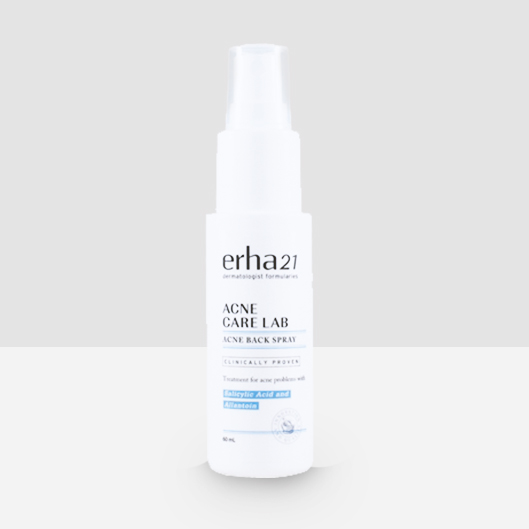 erha21
dermatologist formularies
ACNE
CARE LAB
ACNE BACK SPRAY
CLINICALLY PROVEN
Treatment for acne problems with
Salicylic Acid and
Allantoin
60 mL